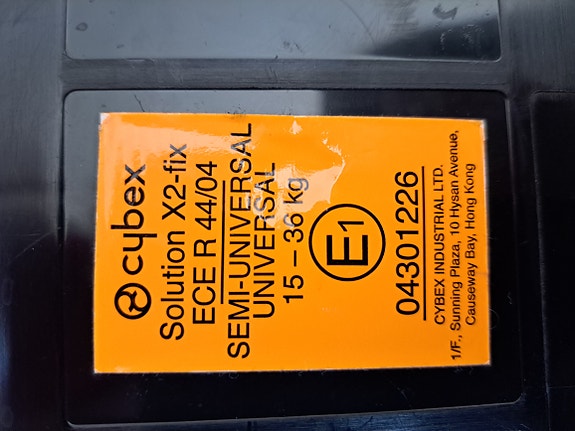 cybex
Solution X2-fix
ECE R 44/04
SEMI-UNIVERSAL
UNIVERSAL
15 – 36 kg
E1
04301226
CYBEX INDUSTRIAL LTD.
1/F., Sunning Plaza, 10 Hysan Avenue,
Causeway Bay, Hong Kong